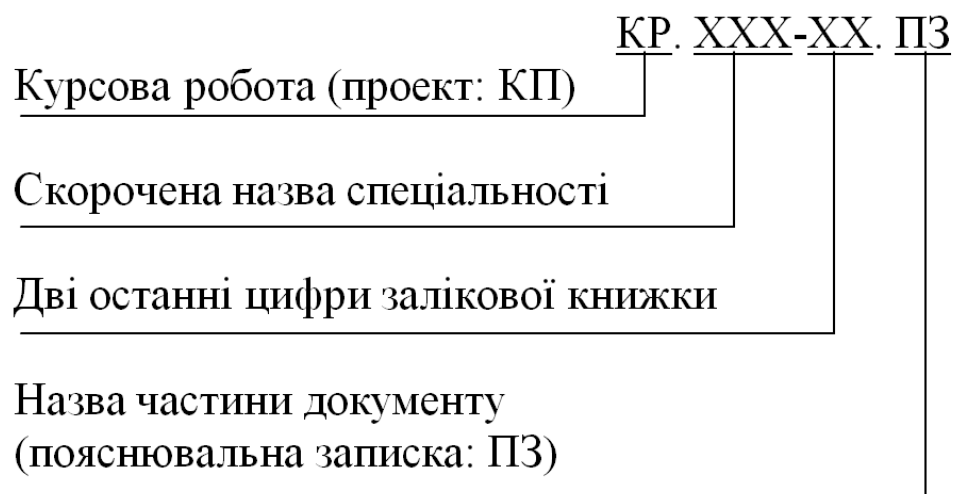 КР. ХХХ-ХХ. ПЗ
Курсова робота (проект: КП)
Скорочена назва спеціальності
Дві останні цифри залікової книжки
Назва частини документу
(пояснювальна записка: ПЗ)